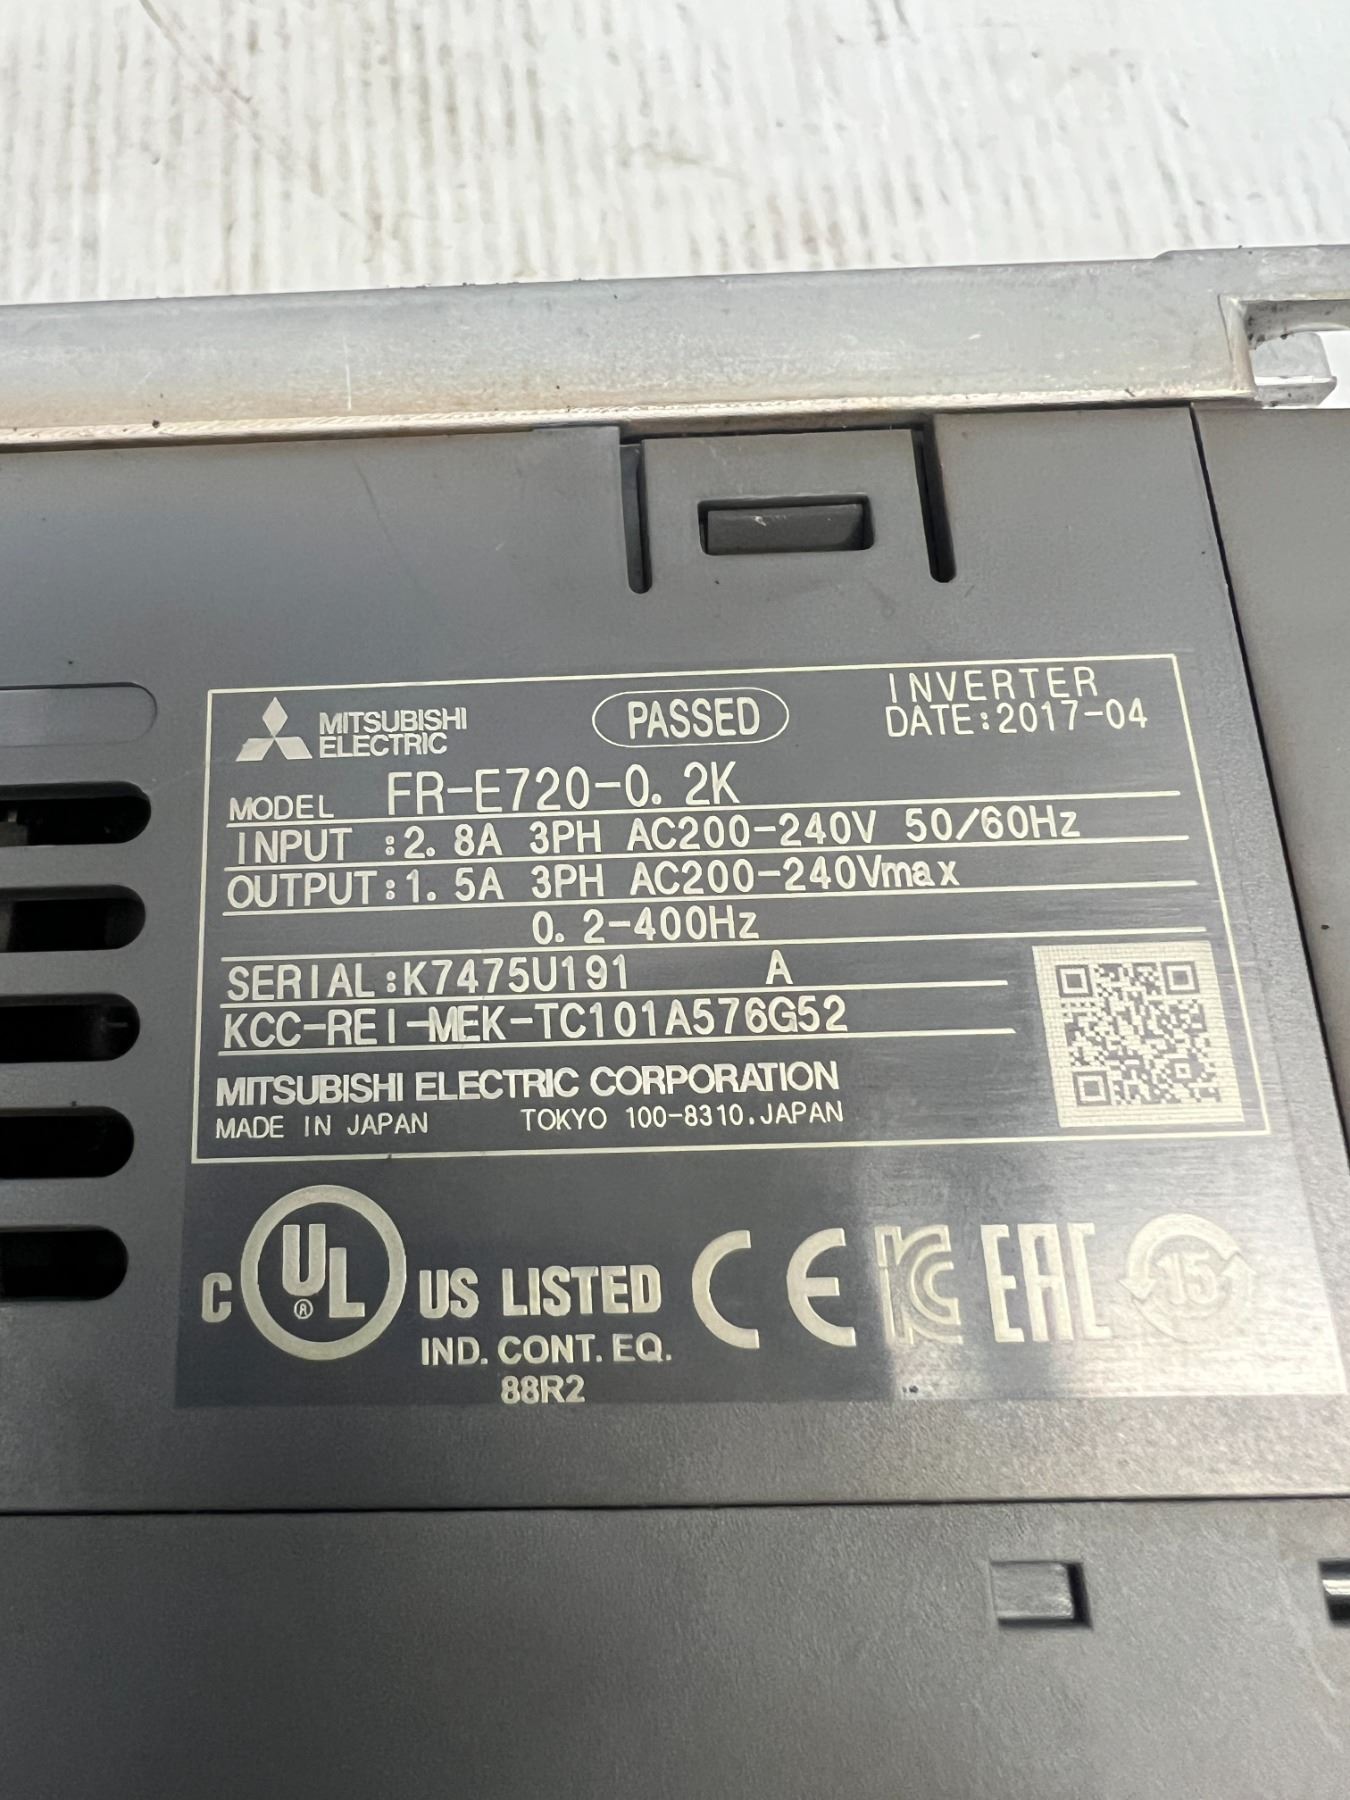 MITSUBISHI ELECTRIC
PASSED
INVERTER
DATE:2017-04
MODEL FR-E720-0.2K
INPUT :2.8A 3PH AC200-240V 50/60Hz
OUTPUT:1.5A 3PH AC200-240Vmax
0.2-400Hz
SERIAL:K7475U191 A
KCC-REI-MEK-TC101A576G52
MITSUBISHI ELECTRIC CORPORATION
MADE IN JAPAN TOKYO 100-8310,JAPAN
C UL ® US LISTED CE KC EAC 15
IND. CONT. EQ.
88R2